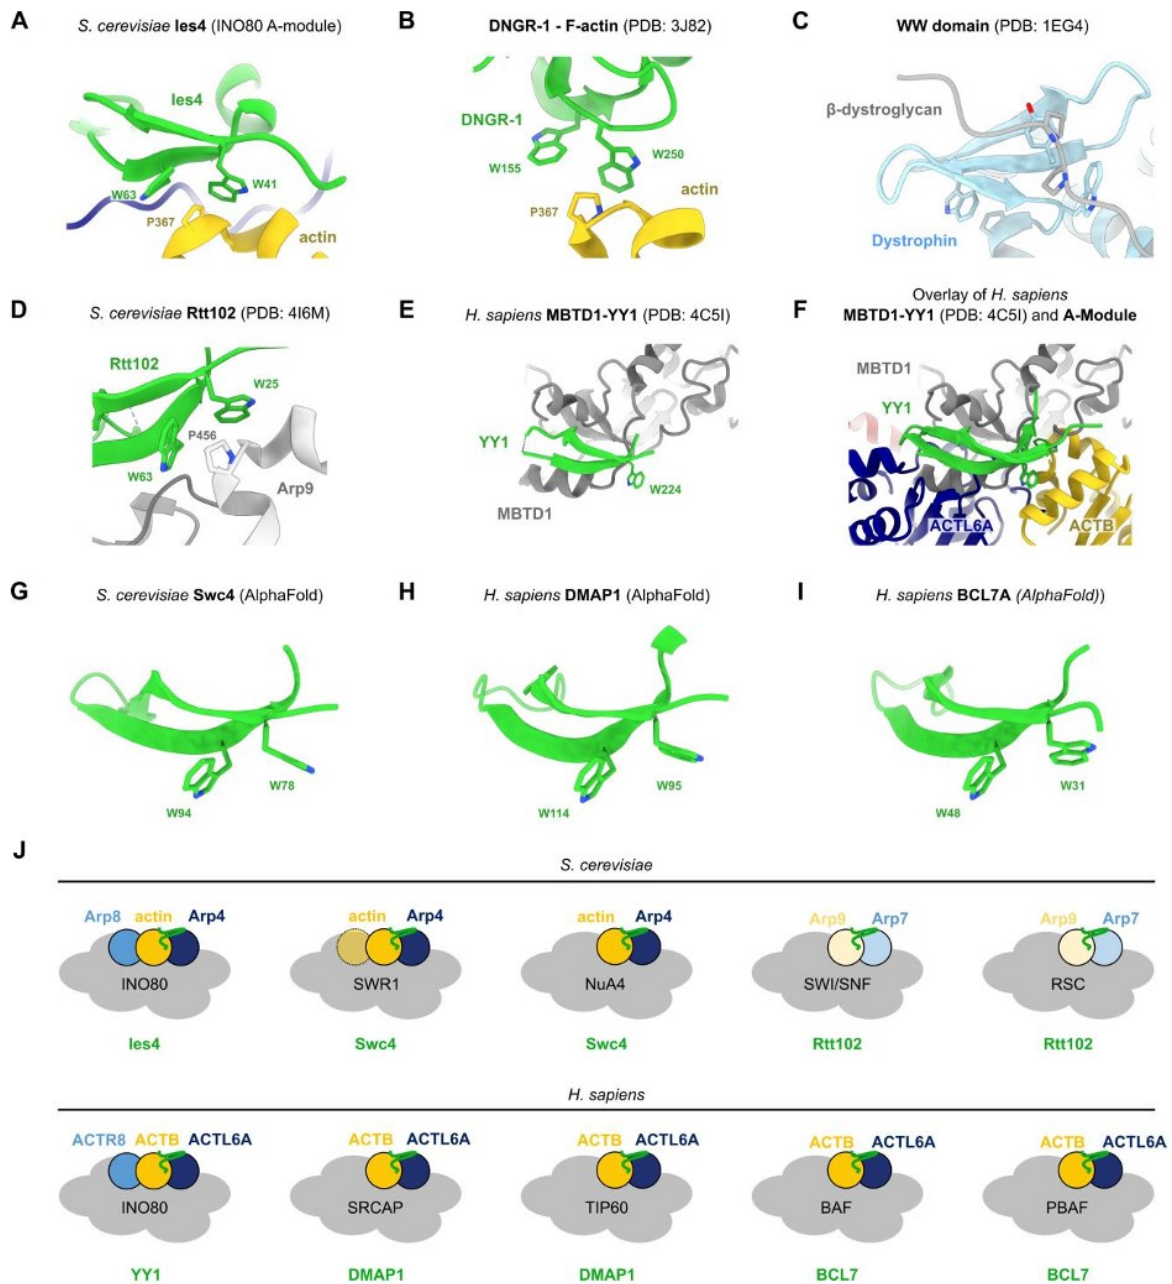 A
S. cerevisiae Ies4 (INO80 A-module)
Ies4
W63
W41
P367
actin
B
DNGR-1 - F-actin (PDB: 3J82)
DNGR-1
W155
W250
actin
P367
C
WW domain (PDB: 1EG4)
β-dystroglycan
Dystrophin
D
S. cerevisiae Rtt102 (PDB: 4I6M)
Rtt102
W25
P456
W63
Arp9
E
H. sapiens MBTD1-YY1 (PDB: 4C5I)
YY1
W224
MBTD1
F
Overlay of H. sapiens
MBTD1-YY1 (PDB: 4C5I) and A-Module
MBTD1
YY1
ACTL6A
ACTB
G
S. cerevisiae Swc4 (AlphaFold)
W78
W94
H
H. sapiens DMAP1 (AlphaFold)
W95
W114
I
H. sapiens BCL7A (AlphaFold))
W31
W48
J
S. cerevisiae
Arp8 actin Arp4
INO80
Ies4
actin Arp4
SWR1
Swc4
actin Arp4
NuA4
Swc4
Arp9 Arp7
SWI/SNF
Rtt102
Arp9 Arp7
RSC
Rtt102
H. sapiens
ACTR8 ACTB ACTL6A
INO80
YY1
ACTB ACTL6A
SRCAP
DMAP1
ACTB ACTL6A
TIP60
DMAP1
ACTB ACTL6A
BAF
BCL7
ACTB ACTL6A
PBAF
BCL7